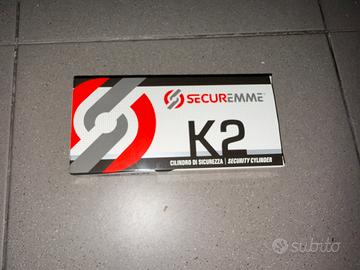 SECUREMME
K2
CILINDRO DI SICUREZZA | SECURITY CYLINDER
subito